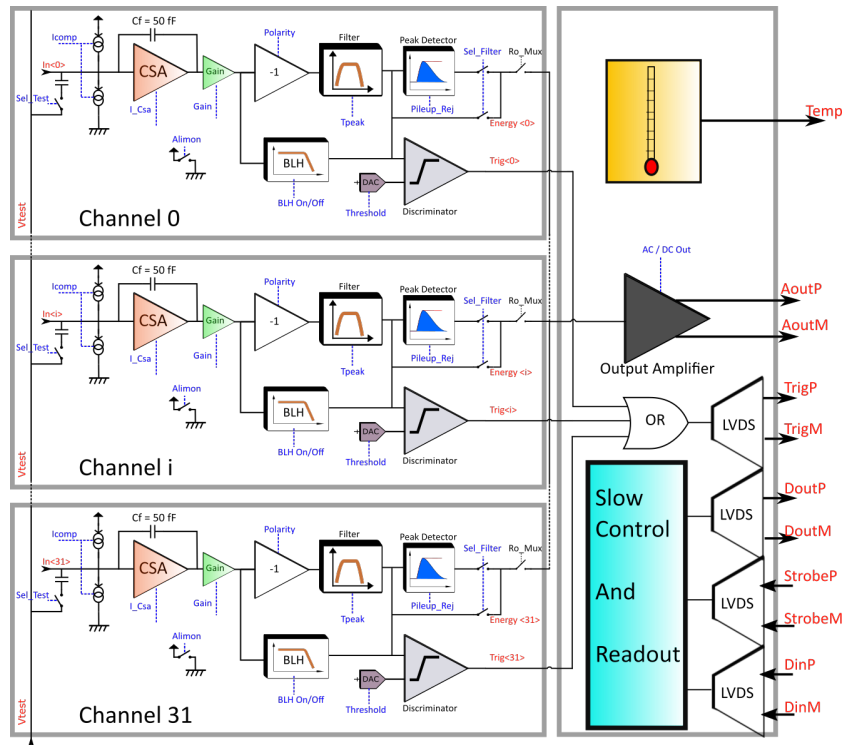 Cf = 50 fF
Icomp
Polarity
Filter
Peak Detector
Sel_Filter
Ro_Mux
In<0>
CSA
Gain
-1
Sel_Test
I_Csa
Gain
Tpeak
Pileup_Rej
Energy <0>
Alimon
BLH
DAC
Trig<0>
BLH On/Off
Threshold
Discriminator
Vtest
Channel 0
Temp
Cf = 50 fF
Icomp
Polarity
Filter
Peak Detector
Sel_Filter
Ro_Mux
In<i>
CSA
Gain
-1
Sel_Test
I_Csa
Gain
Tpeak
Pileup_Rej
Energy <i>
Alimon
BLH
DAC
Trig<i>
BLH On/Off
Threshold
Discriminator
Vtest
Channel i
AC / DC Out
AoutP
AoutM
Output Amplifier
TrigP
OR
LVDS
TrigM
Cf = 50 fF
Icomp
Polarity
Filter
Peak Detector
Sel_Filter
Ro_Mux
In<31>
CSA
Gain
-1
Sel_Test
I_Csa
Gain
Tpeak
Pileup_Rej
Energy <31>
Alimon
BLH
DAC
Trig<31>
BLH On/Off
Threshold
Discriminator
Vtest
Channel 31
Slow
Control
And
Readout
LVDS
DoutP
DoutM
LVDS
StrobeP
StrobeM
LVDS
DinP
DinM